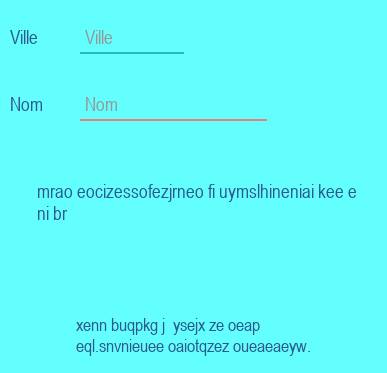 Ville Ville
Nom Nom
mrao eocizessofezjrneo fi uymslhineniai kee e
ni br
xenn buqpkg j ysejx ze oeap
eql.snvnieuee oaiotqzez oueaeaeyw.